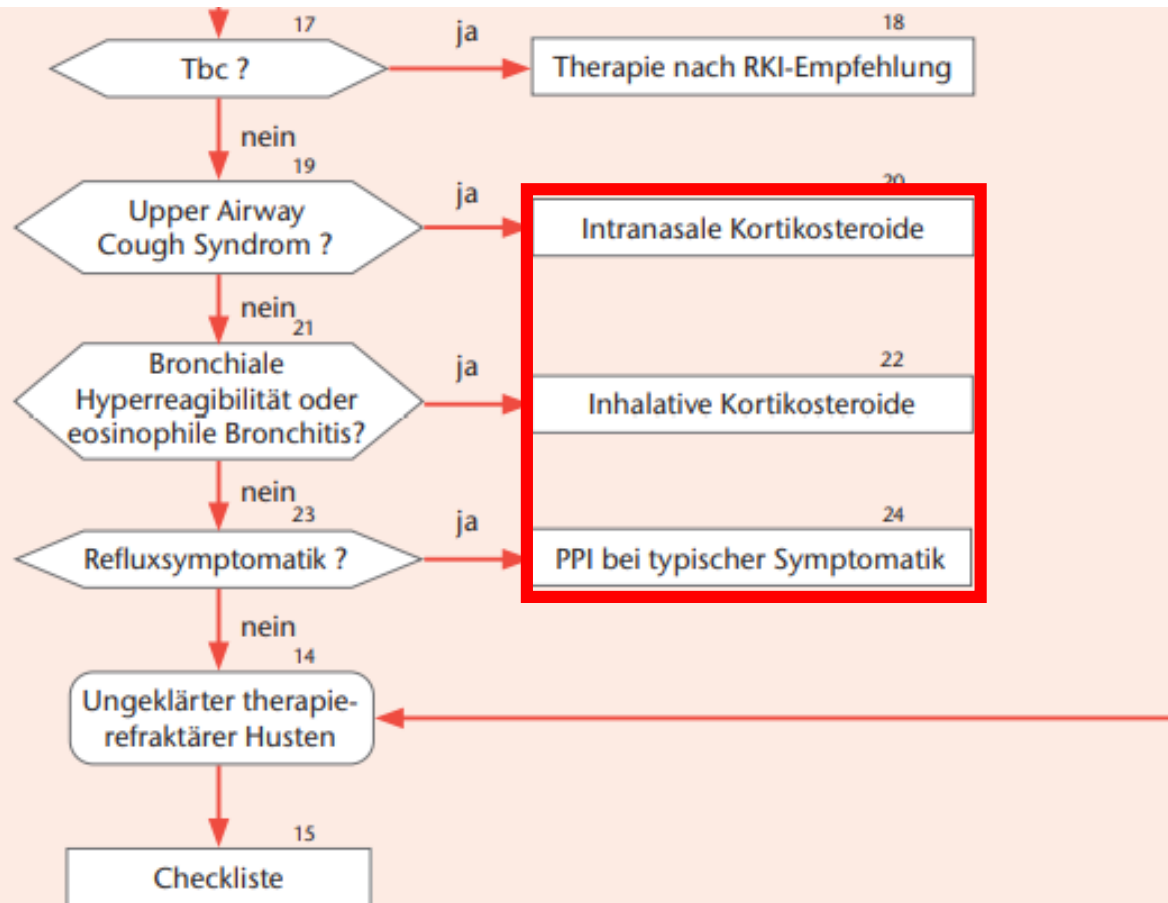 17
Tbc ?
ja
18
Therapie nach RKI-Empfehlung
nein
19
Upper Airway
Cough Syndrom ?
ja
20
Intranasale Kortikosteroide
nein
21
Bronchiale
Hyperreagibilität oder
eosinophile Bronchitis?
ja
22
Inhalative Kortikosteroide
nein
23
Refluxsymptomatik ?
ja
24
PPI bei typischer Symptomatik
nein
14
Ungeklärter therapie-
refraktärer Husten
15
Checkliste